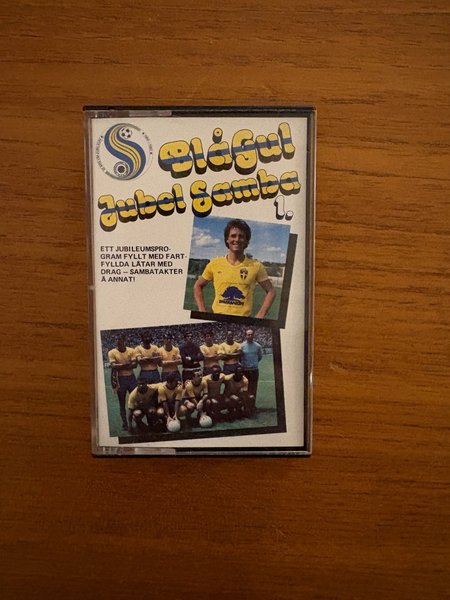 BlåGul
Jubel Samba
1.
ETT JUBILEUMSPRO-
GRAM FYLLT MED FART-
FYLLDA LÅTAR MED
DRAG – SAMBATAKTER
Å ANNAT!